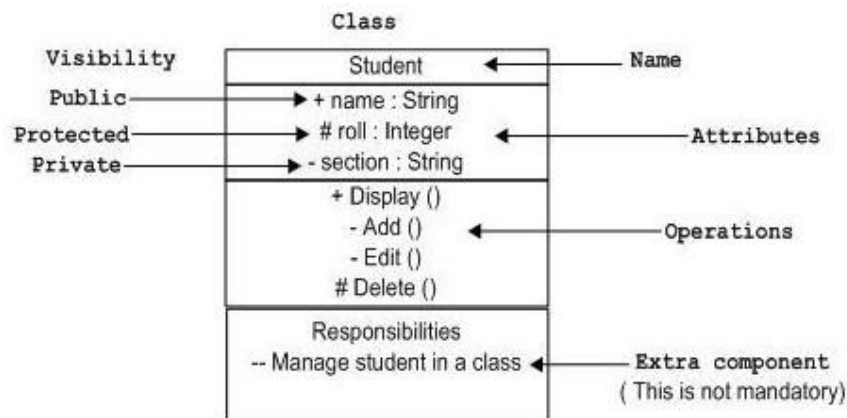 Class
Visibility
Student
Name
Public
+ name : String
Protected
# roll : Integer
Attributes
Private
- section : String
+ Display ()
- Add ()
Operations
- Edit ()
# Delete ()
Responsibilities
-- Manage student in a class
Extra component
( This is not mandatory)